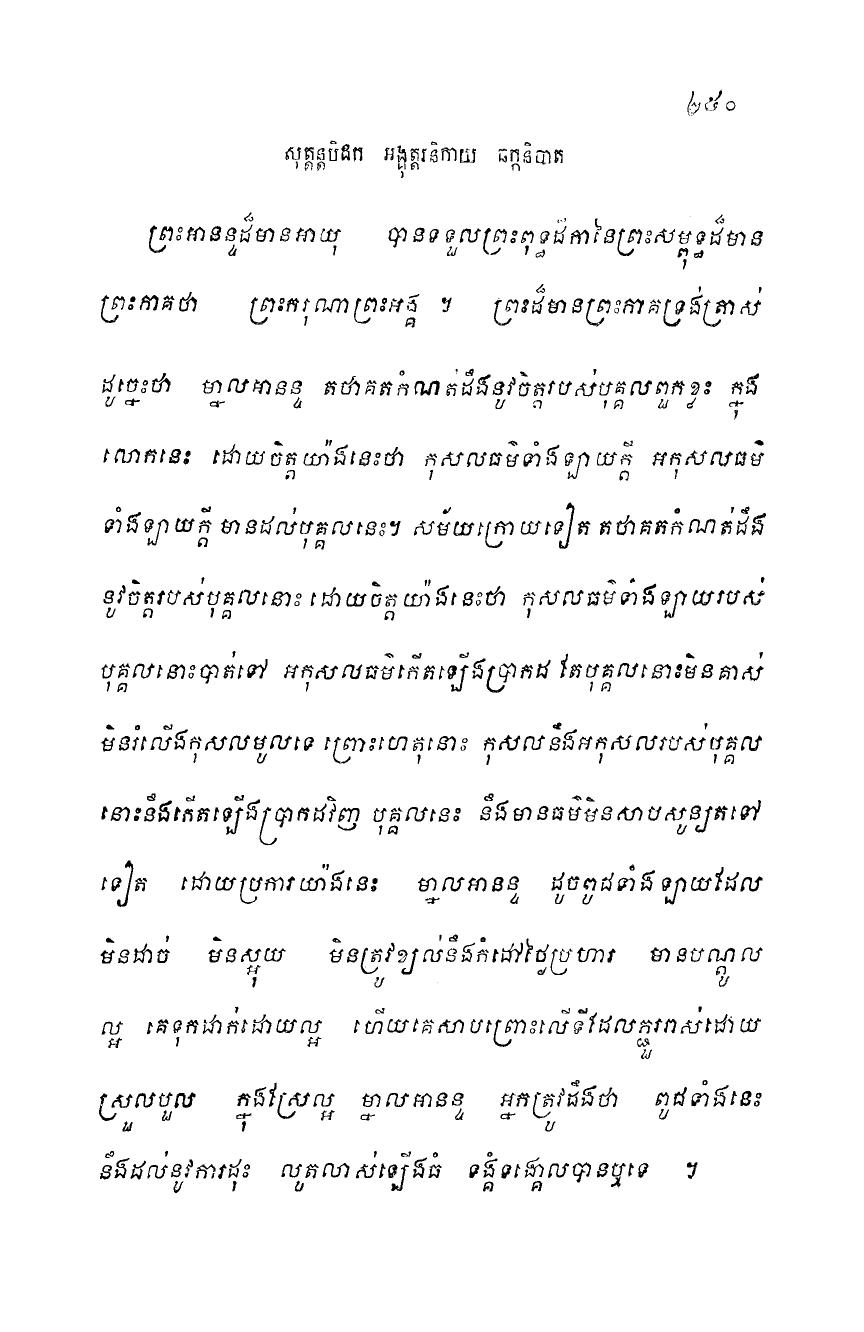 ២៥០
សុត្តន្តបិដក អង្គុត្តរនិកាយ ឆក្កនិបាត
ព្រះអានន្ទដ៏មានអាយុ បានទទួលព្រះពុទ្ធដីកានៃព្រះសម្ពុទ្ធដ៏មាន
ព្រះភាគថា ព្រះករុណាព្រះអង្គ ។ ព្រះដ៏មានព្រះភាគទ្រង់ត្រាស់
ដូច្នេះថា ម្នាលអានន្ទ តថាគតកំណត់ដឹងនូវចិត្តរបស់បុគ្គលពួកខ្លះ ក្នុង
លោកនេះ ដោយចិត្តយ៉ាងនេះថា កុសលធម៌ទាំងឡាយក្តី អកុសលធម៌
ទាំងឡាយក្តី មានដល់បុគ្គលនេះ។ សម័យក្រោយទៀត តថាគតកំណត់ដឹង
នូវចិត្តរបស់បុគ្គលនោះ ដោយចិត្តយ៉ាងនេះថា កុសលធម៌ទាំងឡាយរបស់
បុគ្គលនោះបាត់ទៅ អកុសលធម៌កើតឡើងប្រាកដ តែបុគ្គលនោះមិនគាស់
មិនរំលើងកុសលមូលទេ ព្រោះហេតុនោះ កុសលនឹងអកុសលរបស់បុគ្គល
នោះនឹងកើតឡើងប្រាកដវិញ បុគ្គលនេះ នឹងមានធម៌មិនសាបសូន្យតទៅ
ទៀត ដោយប្រការយ៉ាងនេះ ម្នាលអានន្ទ ដូចពូជទាំងឡាយដែល
មិនដាច់ មិនស្អុយ មិនត្រូវខ្យល់នឹងកំដៅថ្ងៃប្រហារ មានបណ្តូល
ល្អ គេទុកដាក់ដោយល្អ ហើយគេសាបព្រោះលើទីដែលភ្ជួររាស់ដោយ
ស្រួលបួល ក្នុងស្រែល្អ ម្នាលអានន្ទ អ្នកត្រូវដឹងថា ពូជទាំងនេះ
នឹងដល់នូវការដុះ លូតលាស់ឡើងធំ ទង្គំទង្គោលបានឬទេ ។